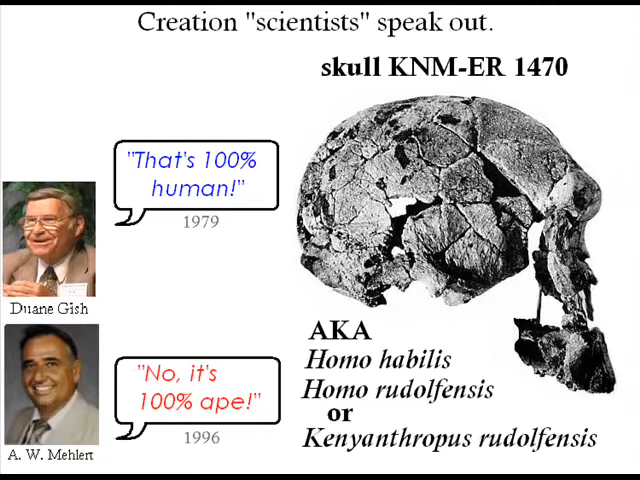 Creation "scientists" speak out.
skull KNM-ER 1470
"That's 100%
human!"
1979
Duane Gish
"No, it's
100% ape!"
1996
A. W. Mehlert
AKA
Homo habilis
Homo rudolfensis
or
Kenyanthropus rudolfensis